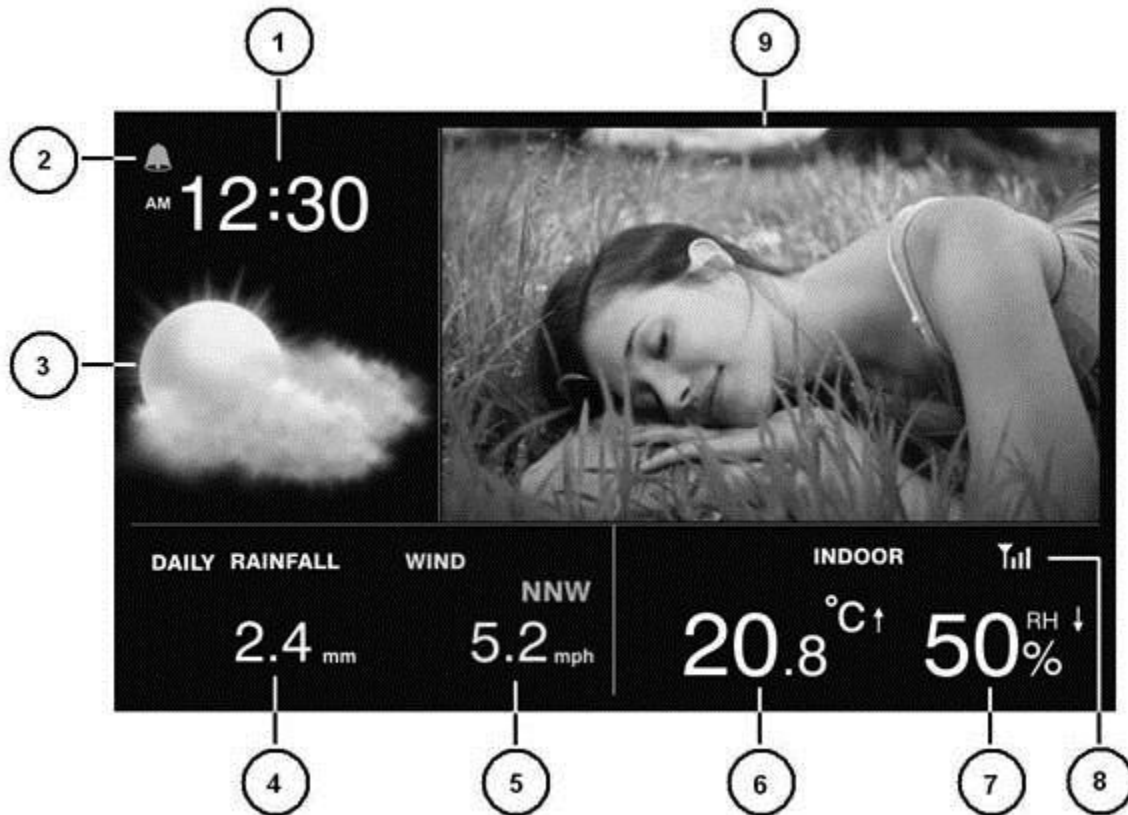 1
9
2
AM 12:30
3
DAILY RAINFALL
WIND
INDOOR
NNW
2.4 mm
5.2 mph
20.8 °C ↑
50 RH ↓ %
4
5
6
7
8